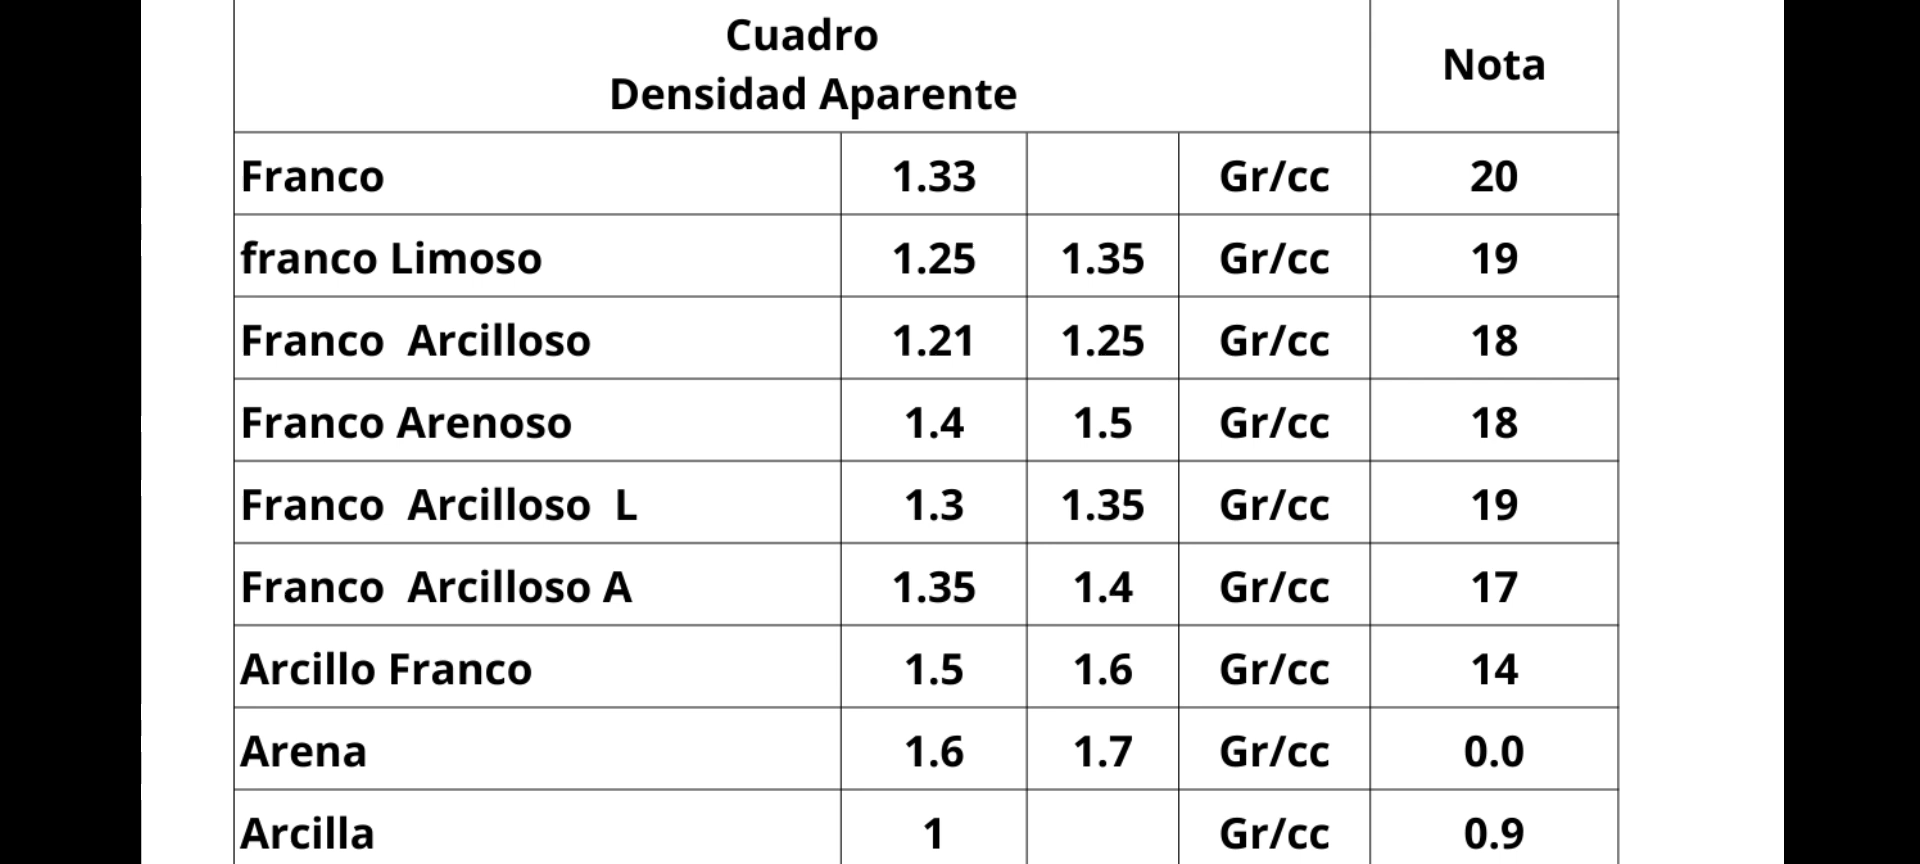 Cuadro
Densidad Aparente
Nota
Franco 1.33 Gr/cc 20
franco Limoso 1.25 1.35 Gr/cc 19
Franco Arcilloso 1.21 1.25 Gr/cc 18
Franco Arenoso 1.4 1.5 Gr/cc 18
Franco Arcilloso L 1.3 1.35 Gr/cc 19
Franco Arcilloso A 1.35 1.4 Gr/cc 17
Arcillo Franco 1.5 1.6 Gr/cc 14
Arena 1.6 1.7 Gr/cc 0.0
Arcilla 1 Gr/cc 0.9